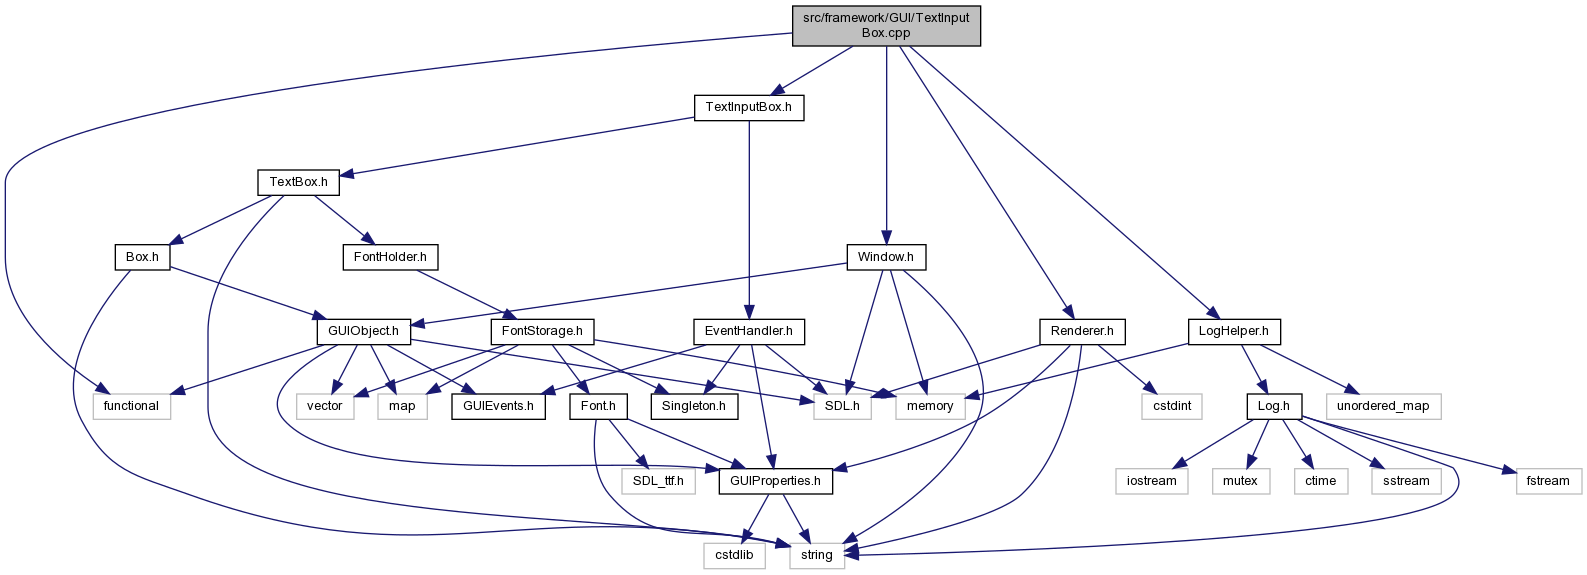 src/framework/GUI/TextInput
Box.cpp
TextInputBox.h
TextBox.h
Box.h
FontHolder.h
Window.h
GUIObject.h
FontStorage.h
EventHandler.h
Renderer.h
LogHelper.h
functional
vector
map
GUIEvents.h
Font.h
Singleton.h
SDL.h
memory
cstdint
Log.h
unordered_map
SDL_ttf.h
GUIProperties.h
iostream
mutex
ctime
sstream
fstream
cstdlib
string